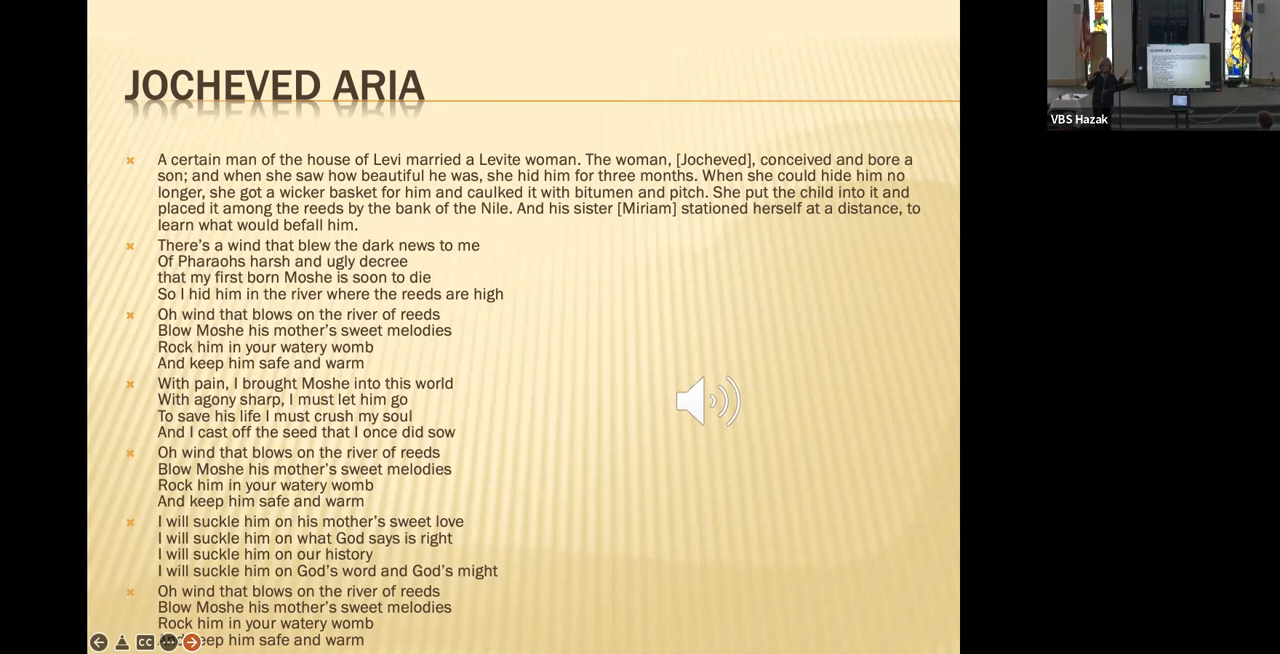 JOCHEVED ARIA
A certain man of the house of Levi married a Levite woman. The woman, [Jocheved], conceived and bore a
son; and when she saw how beautiful he was, she hid him for three months. When she could hide him no
longer, she got a wicker basket for him and caulked it with bitumen and pitch. She put the child into it and
placed it among the reeds by the bank of the Nile. And his sister [Miriam] stationed herself at a distance, to
learn what would befall him.
There's a wind that blew the dark news to me
Of Pharaohs harsh and ugly decree
that my first born Moshe is soon to die
So I hid him in the river where the reeds are high
Oh wind that blows on the river of reeds
Blow Moshe his mother's sweet melodies
Rock him in your watery womb
And keep him safe and warm
With pain, I brought Moshe into this world
With agony sharp, I must let him go
To save his life I must crush my soul
And I cast off the seed that I once did sow
Oh wind that blows on the river of reeds
Blow Moshe his mother's sweet melodies
Rock him in your watery womb
And keep him safe and warm
I will suckle him on his mother's sweet love
I will suckle him on what God says is right
I will suckle him on our history
I will suckle him on God's word and God's might
Oh wind that blows on the river of reeds
Blow Moshe his mother's sweet melodies
Rock him in your watery womb
And keep him safe and warm
CC
VBS Hazak